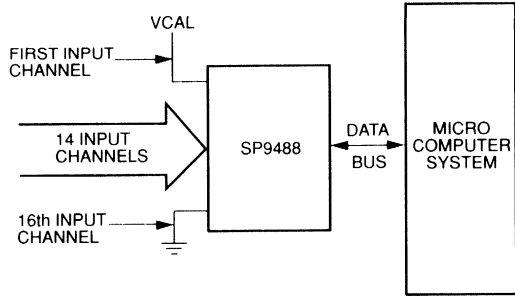 VCAL
FIRST INPUT
CHANNEL
14 INPUT
CHANNELS
SP9488
DATA
BUS
MICRO
COMPUTER
SYSTEM
16th INPUT
CHANNEL